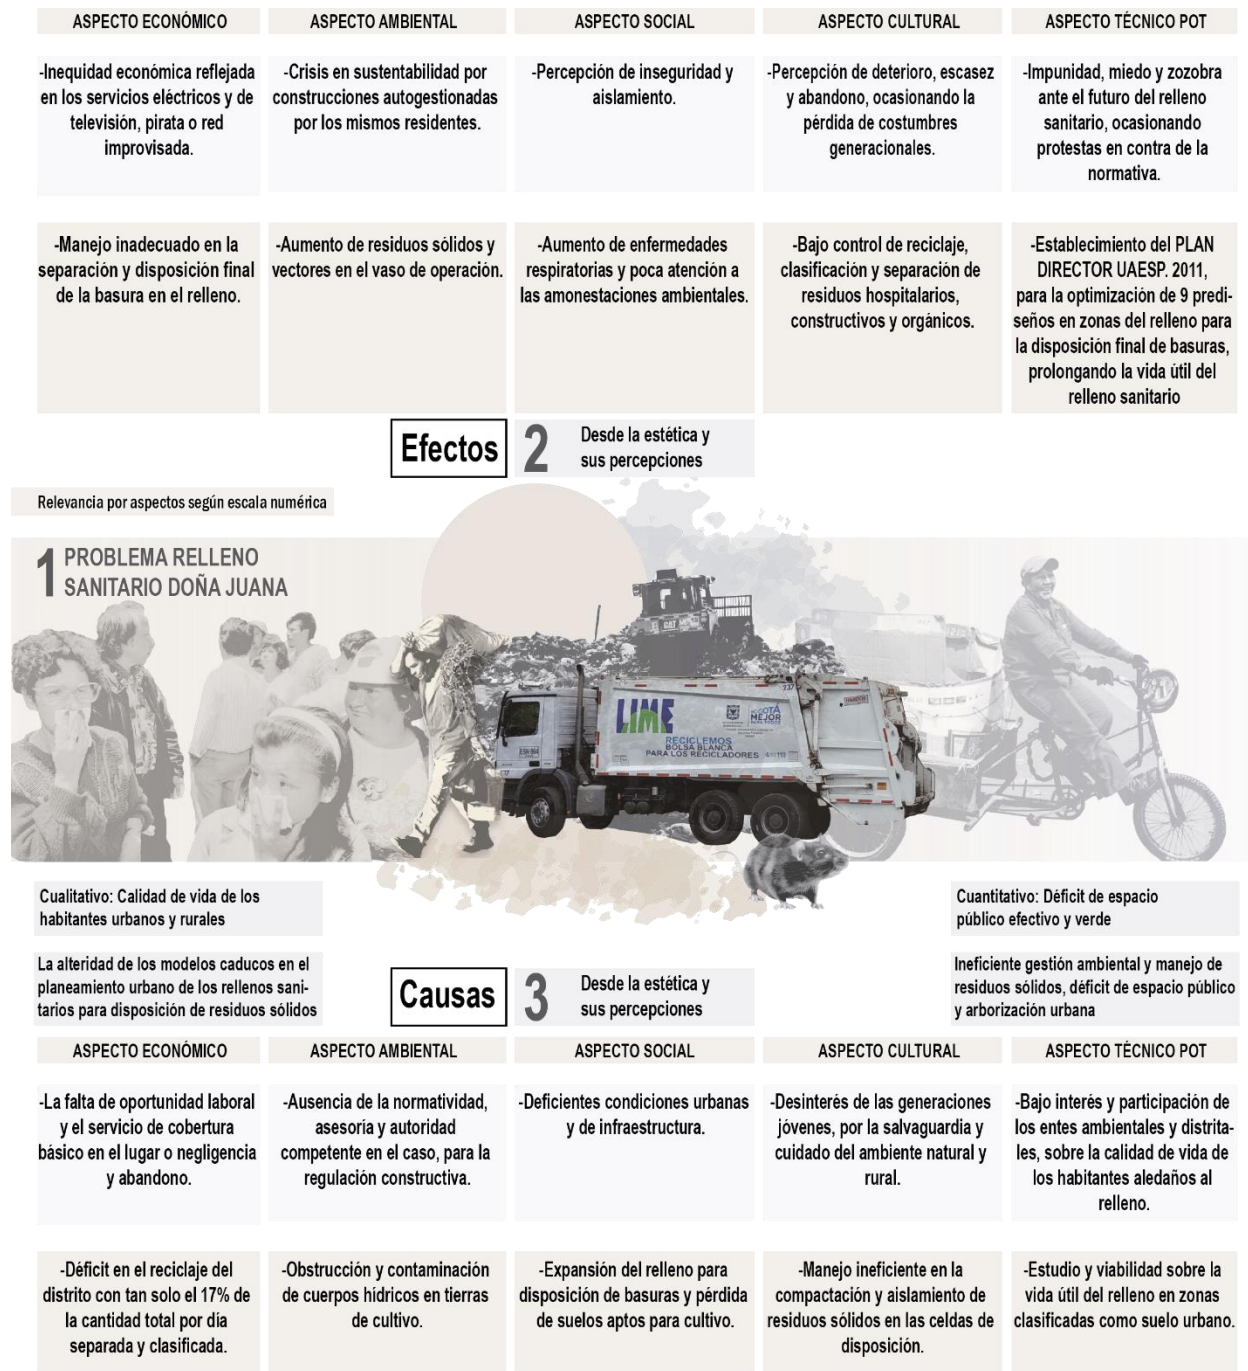 ASPECTO ECONÓMICO
ASPECTO AMBIENTAL
ASPECTO SOCIAL
ASPECTO CULTURAL
ASPECTO TÉCNICO POT
-Inequidad económica reflejada
en los servicios eléctricos y de
televisión, pirata o red
improvisada.
-Crisis en sustentabilidad por
construcciones autogestionadas
por los mismos residentes.
-Percepción de inseguridad y
aislamiento.
-Percepción de deterioro, escasez
y abandono, ocasionando la
pérdida de costumbres
generacionales.
-Impunidad, miedo y zozobra
ante el futuro del relleno
sanitario, ocasionando
protestas en contra de la
normativa.
-Manejo inadecuado en la
separación y disposición final
de la basura en el relleno.
-Aumento de residuos sólidos y
vectores en el vaso de operación.
-Aumento de enfermedades
respiratorias y poca atención a
las amonestaciones ambientales.
-Bajo control de reciclaje,
clasificación y separación de
residuos hospitalarios,
constructivos y orgánicos.
-Establecimiento del PLAN
DIRECTOR UAESP. 2011,
para la optimización de 9 predi-
seños en zonas del relleno para
la disposición final de basuras,
prolongando la vida útil del
relleno sanitario
Efectos
2
Desde la estética y
sus percepciones
Relevancia por aspectos según escala numérica
1
PROBLEMA RELLENO
SANITARIO DOÑA JUANA
CAT
237
LIME
BOGOTÁ
MEJOR
PARA TODOS
RECICLEMOS
BOLSA BLANCA
PARA LOS RECICLADORES
Cualitativo: Calidad de vida de los
habitantes urbanos y rurales
Cuantitativo: Déficit de espacio
público efectivo y verde
La alteridad de los modelos caducos en el
planeamiento urbano de los rellenos sani-
tarios para disposición de residuos sólidos
Causas
3
Desde la estética y
sus percepciones
Ineficiente gestión ambiental y manejo de
residuos sólidos, déficit de espacio público
y arborización urbana
ASPECTO ECONÓMICO
ASPECTO AMBIENTAL
ASPECTO SOCIAL
ASPECTO CULTURAL
ASPECTO TÉCNICO POT
-La falta de oportunidad laboral
y el servicio de cobertura
básico en el lugar o negligencia
y abandono.
-Ausencia de la normatividad,
asesoría y autoridad
competente en el caso, para la
regulación constructiva.
-Deficientes condiciones urbanas
y de infraestructura.
-Desinterés de las generaciones
jóvenes, por la salvaguardia y
cuidado del ambiente natural y
rural.
-Bajo interés y participación de
los entes ambientales y distrita-
les, sobre la calidad de vida de
los habitantes aledaños al
relleno.
-Déficit en el reciclaje del
distrito con tan solo el 17% de
la cantidad total por día
separada y clasificada.
-Obstrucción y contaminación
de cuerpos hídricos en tierras
de cultivo.
-Expansión del relleno para
disposición de basuras y pérdida
de suelos aptos para cultivo.
-Manejo ineficiente en la
compactación y aislamiento de
residuos sólidos en las celdas de
disposición.
-Estudio y viabilidad sobre la
vida útil del relleno en zonas
clasificadas como suelo urbano.